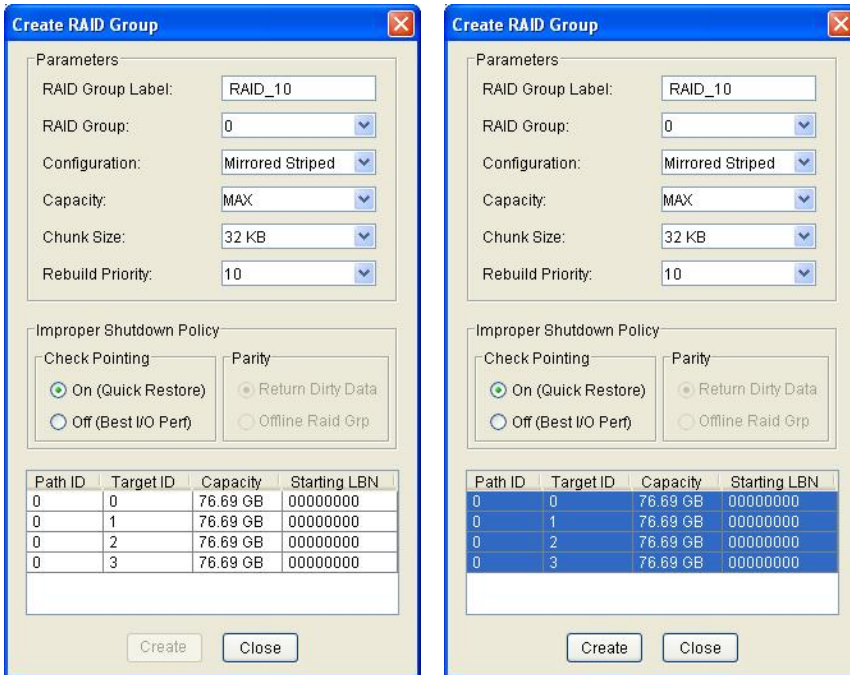 Create RAID Group
Parameters
RAID Group Label: RAID_10
RAID Group: 0
Configuration: Mirrored Striped
Capacity: MAX
Chunk Size: 32 KB
Rebuild Priority: 10
Improper Shutdown Policy
Check Pointing Parity
On (Quick Restore) Return Dirty Data
Off (Best I/O Perf) Offline Raid Grp
Path ID Target ID Capacity Starting LBN
0 0 76.69 GB 00000000
0 1 76.69 GB 00000000
0 2 76.69 GB 00000000
0 3 76.69 GB 00000000
Create Close
Create RAID Group
Parameters
RAID Group Label: RAID_10
RAID Group: 0
Configuration: Mirrored Striped
Capacity: MAX
Chunk Size: 32 KB
Rebuild Priority: 10
Improper Shutdown Policy
Check Pointing Parity
On (Quick Restore) Return Dirty Data
Off (Best I/O Perf) Offline Raid Grp
Path ID Target ID Capacity Starting LBN
0 0 76.69 GB 00000000
0 1 76.69 GB 00000000
0 2 76.69 GB 00000000
0 3 76.69 GB 00000000
Create Close